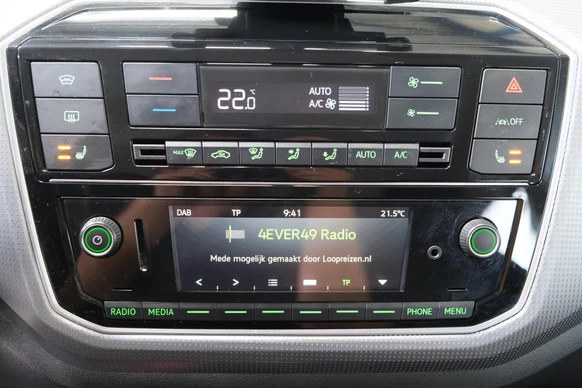 22.0 °C AUTO
A/C
OFF
MAX AUTO A/C
DAB TP 9:41 21.5°C
4EVER49 Radio
Mede mogelijk gemaakt door Loopreizen.nl
< > TP
RADIO MEDIA PHONE MENU